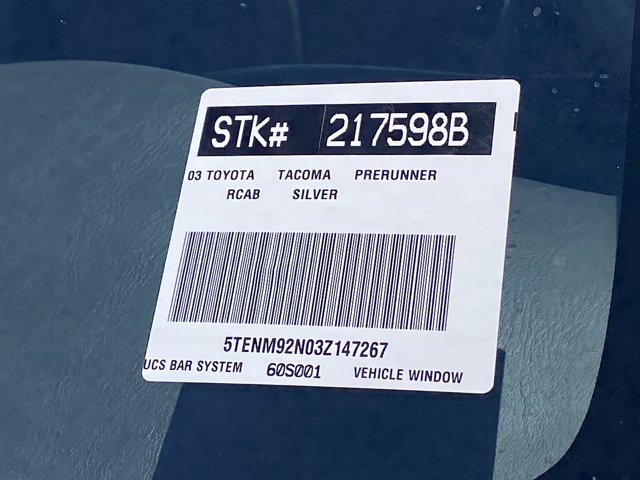 STK# 217598B
03 TOYOTA TACOMA PRERUNNER
RCAB SILVER
5TENM92N03Z147267
UCS BAR SYSTEM 60S001 VEHICLE WINDOW